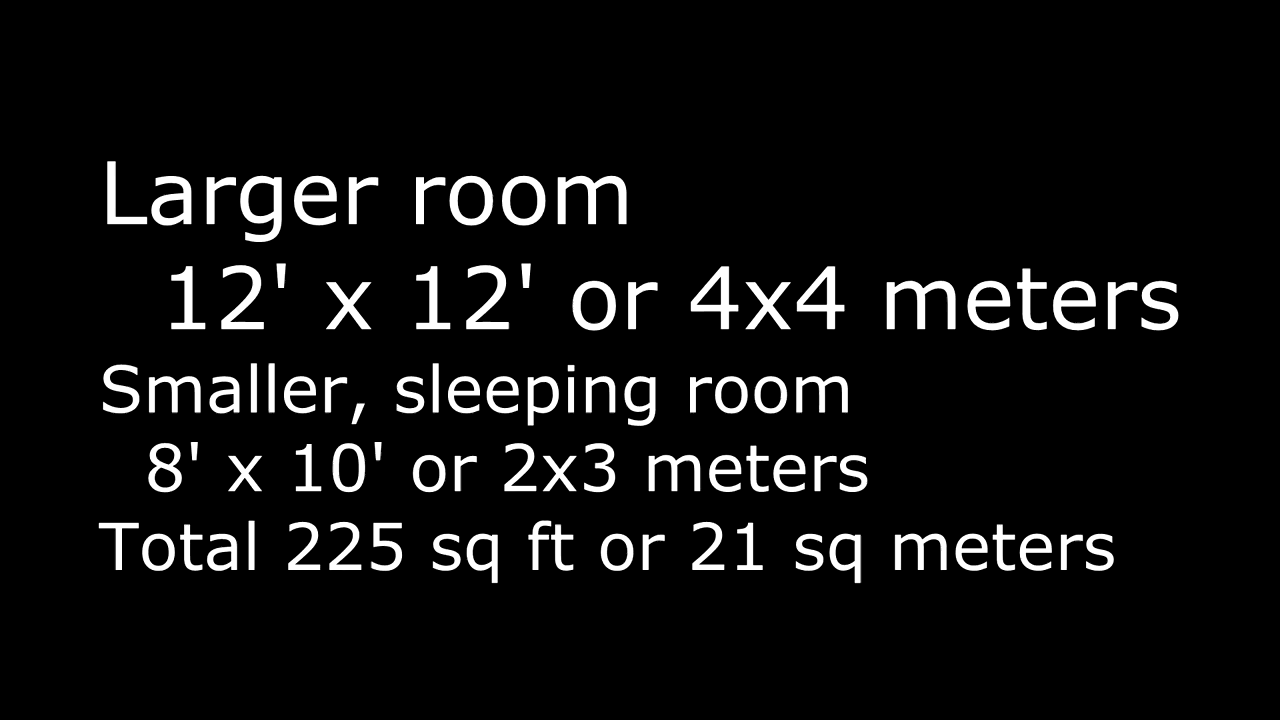 Larger room
12' x 12' or 4x4 meters
Smaller, sleeping room
8' x 10' or 2x3 meters
Total 225 sq ft or 21 sq meters